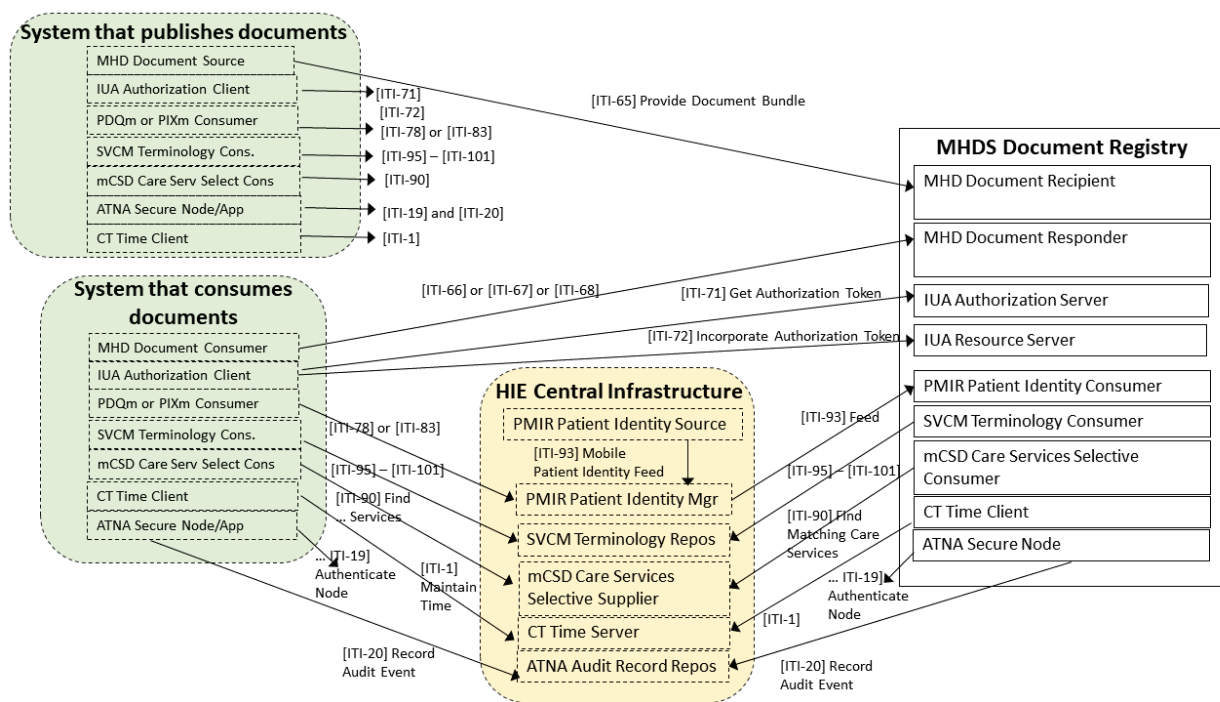 System that publishes documents
MHD Document Source
IUA Authorization Client
PDQm or PIXm Consumer
SVCM Terminology Cons.
mCSD Care Serv Select Cons
ATNA Secure Node/App
CT Time Client
[ITI-71]
[ITI-72]
[ITI-78] or [ITI-83]
[ITI-95] – [ITI-101]
[ITI-90]
[ITI-19] and [ITI-20]
[ITI-1]
[ITI-65] Provide Document Bundle
MHDS Document Registry
MHD Document Recipient
MHD Document Responder
IUA Authorization Server
IUA Resource Server
PMIR Patient Identity Consumer
SVCM Terminology Consumer
mCSD Care Services Selective
Consumer
CT Time Client
ATNA Secure Node
System that consumes
documents
MHD Document Consumer
IUA Authorization Client
PDQm or PIXm Consumer
SVCM Terminology Cons.
mCSD Care Serv Select Cons
CT Time Client
ATNA Secure Node/App
[ITI-66] or [ITI-67] or [ITI-68]
[ITI-71] Get Authorization Token
[ITI-72] Incorporate Authorization Token
[ITI-78] or [ITI-83]
[ITI-95] – [ITI-101]
[ITI-90] Find
... Services
... ITI-19]
Authenticate
Node
[ITI-1]
Maintain
Time
[ITI-20] Record
Audit Event
HIE Central Infrastructure
PMIR Patient Identity Source
[ITI-93] Mobile
Patient Identity Feed
PMIR Patient Identity Mgr
SVCM Terminology Repos
mCSD Care Services
Selective Supplier
CT Time Server
ATNA Audit Record Repos
[ITI-93] Feed
[ITI-95] – [ITI-101]
[ITI-90] Find
Matching Care
Services
... ITI-19]
Authenticate
Node
[ITI-1]
[ITI-20] Record
Audit Event